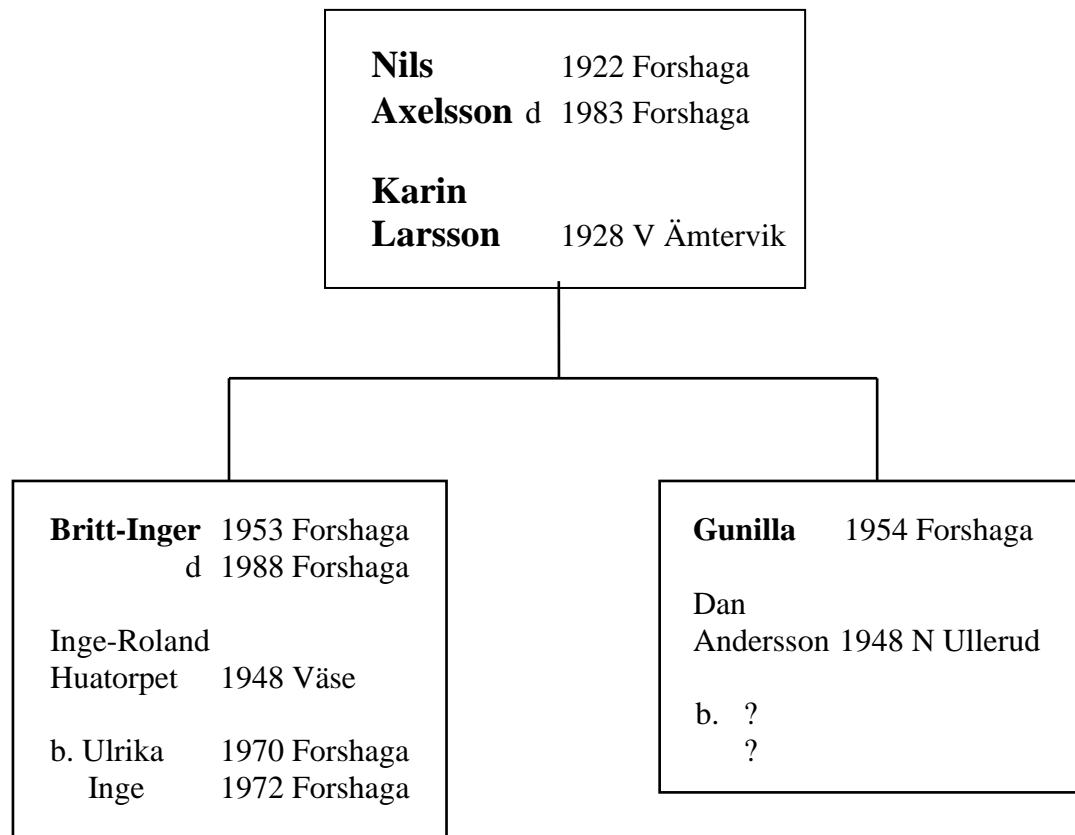 Nils 1922 Forshaga
Axelsson d 1983 Forshaga
Karin
Larsson 1928 V Ämtervik
Britt-Inger 1953 Forshaga
d 1988 Forshaga
Inge-Roland
Huatorpet 1948 Väse
b. Ulrika 1970 Forshaga
Inge 1972 Forshaga
Gunilla 1954 Forshaga
Dan
Andersson 1948 N Ullerud
b. ?
?